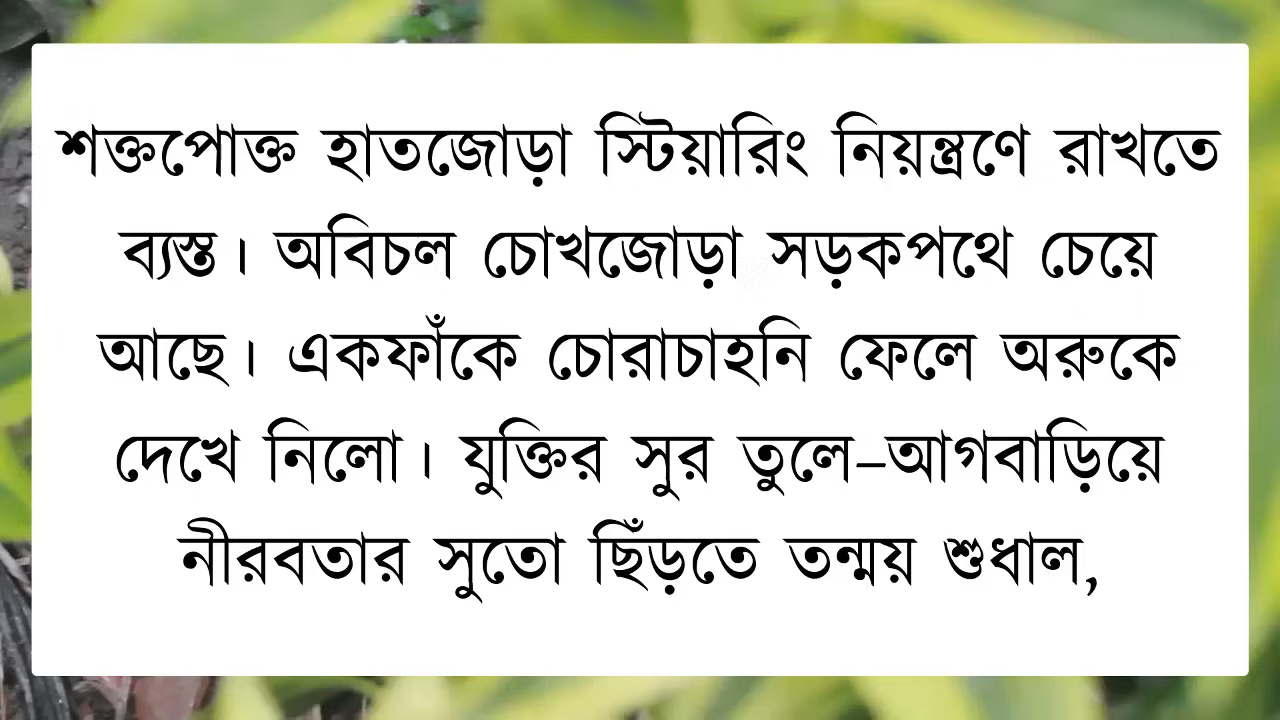 শক্তপোক্ত হাতজোড়া স্টিয়ারিং নিয়ন্ত্রণে রাখতে
ব্যস্ত। অবিচল চোখজোড়া সড়কপথে চেয়ে
আছে। একফাঁকে চোরাচাহনি ফেলে অরুকে
দেখে নিলো। যুক্তির সুর তুলে–আগবাড়িয়ে
নীরবতার সুতো ছিঁড়তে তন্ময় শুধাল,